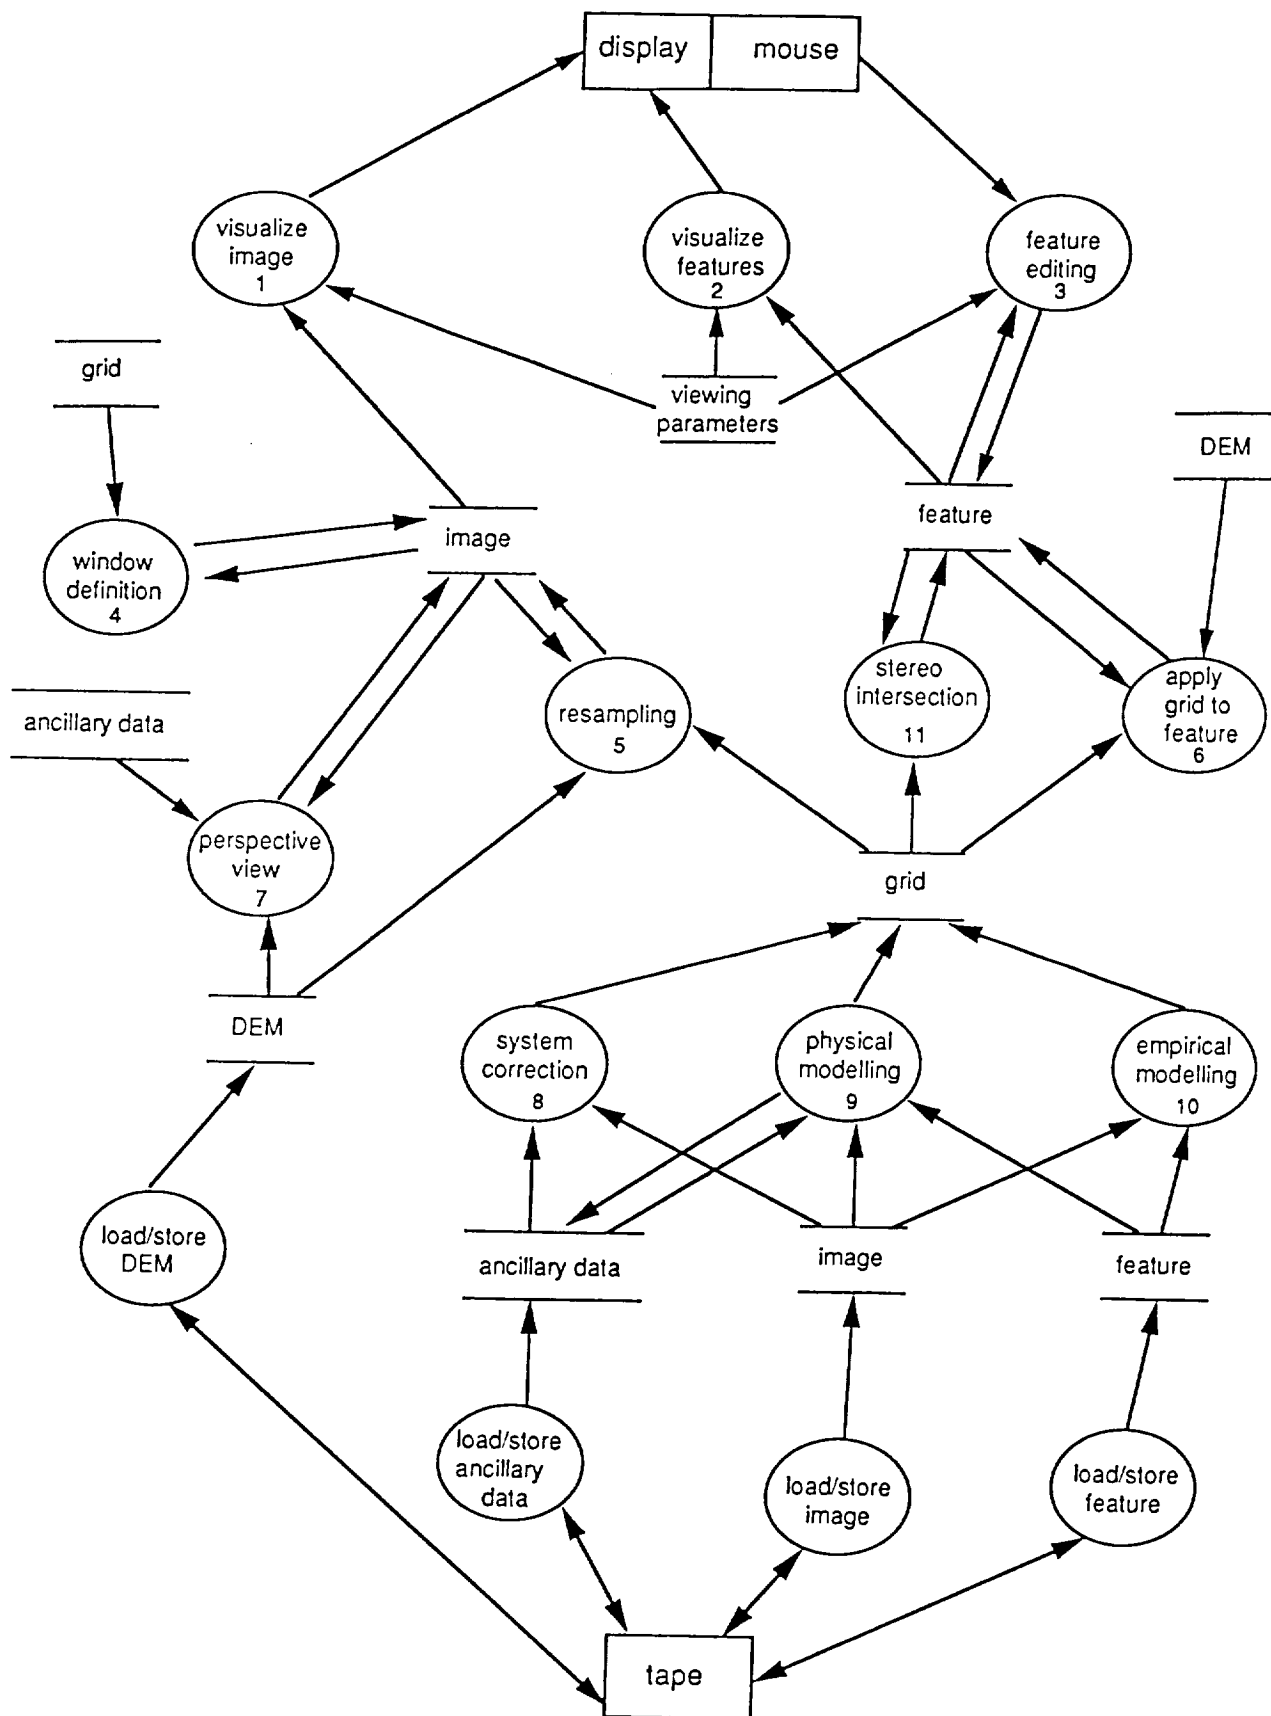 display
mouse
visualize
image
1
visualize
features
2
feature
editing
3
grid
viewing
parameters
DEM
feature
image
window
definition
4
stereo
intersection
11
apply
grid to
feature
6
ancillary data
resampling
5
perspective
view
7
grid
DEM
system
correction
8
physical
modelling
9
empirical
modelling
10
load/store
DEM
ancillary data
image
feature
load/store
ancillary
data
load/store
image
load/store
feature
tape